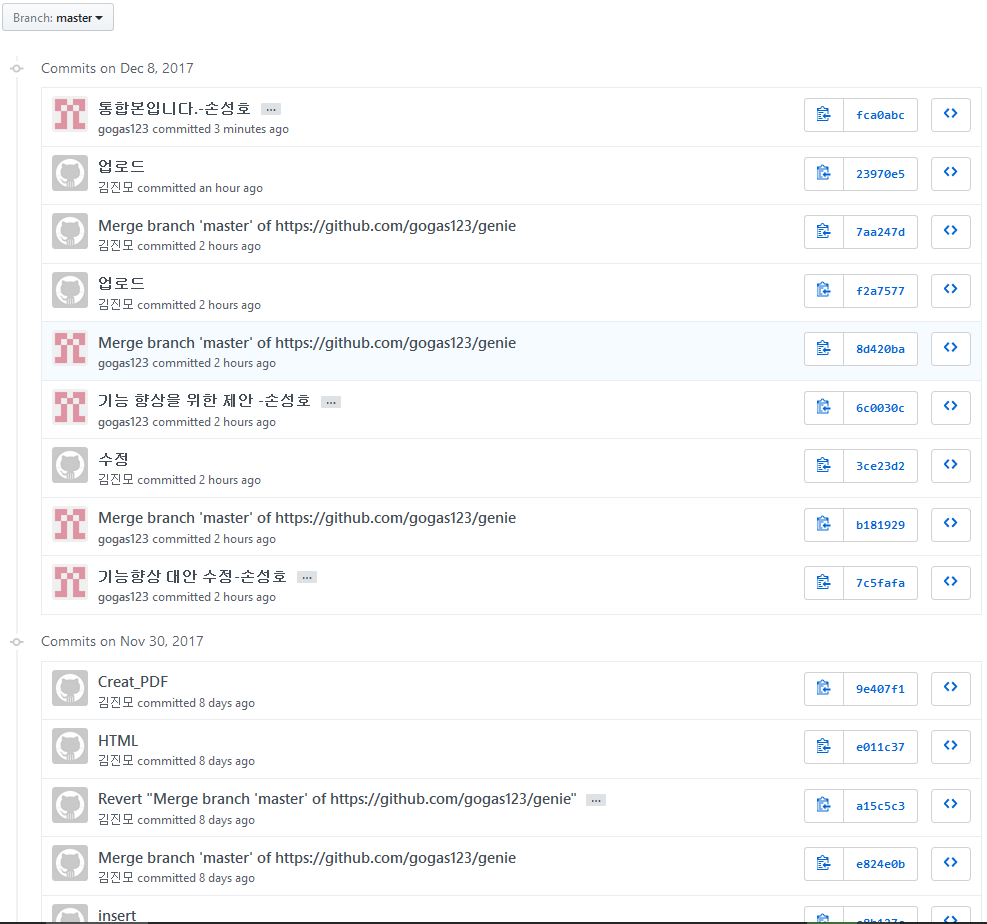 Branch: master
Commits on Dec 8, 2017
통합본입니다.-손성호 …
gogas123 committed 3 minutes ago
fca0abc
업로드
김진모 committed an hour ago
23970e5
Merge branch 'master' of https://github.com/gogas123/genie
김진모 committed 2 hours ago
7aa247d
업로드
김진모 committed 2 hours ago
f2a7577
Merge branch 'master' of https://github.com/gogas123/genie
gogas123 committed 2 hours ago
8d420ba
기능 향상을 위한 제안 -손성호 …
gogas123 committed 2 hours ago
6c0030c
수정
김진모 committed 2 hours ago
3ce23d2
Merge branch 'master' of https://github.com/gogas123/genie
gogas123 committed 2 hours ago
b181929
기능향상 대안 수정-손성호 …
gogas123 committed 2 hours ago
7c5fafa
Commits on Nov 30, 2017
Creat_PDF
김진모 committed 8 days ago
9e407f1
HTML
김진모 committed 8 days ago
e011c37
Revert "Merge branch 'master' of https://github.com/gogas123/genie" …
김진모 committed 8 days ago
a15c5c3
Merge branch 'master' of https://github.com/gogas123/genie
김진모 committed 8 days ago
e824e0b
insert